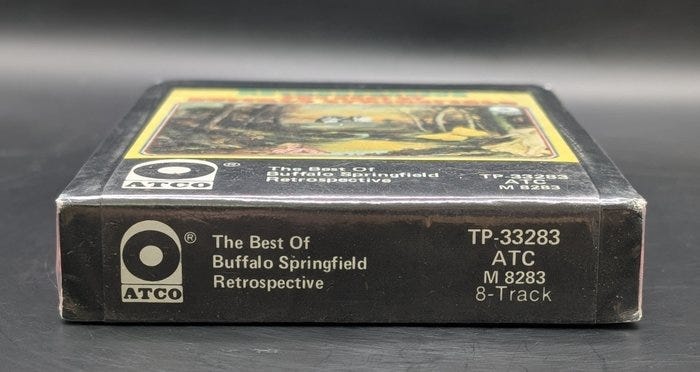 The Best Of
Buffalo Springfield
Retrospective
TP-33283
ATC
M 8283
ATCO
®
The Best Of
Buffalo Springfield
Retrospective
TP-33283
ATC
M 8283
8-Track
ATCO
®